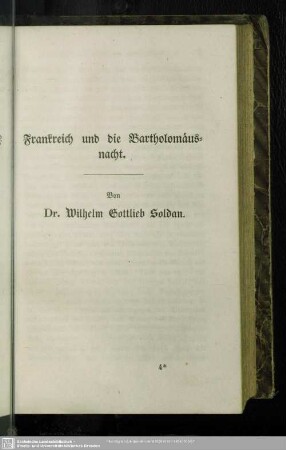 Frankreich und die Bartholomäus-
nacht.
Von
Dr. Wilhelm Gottlieb Soldan.
4*